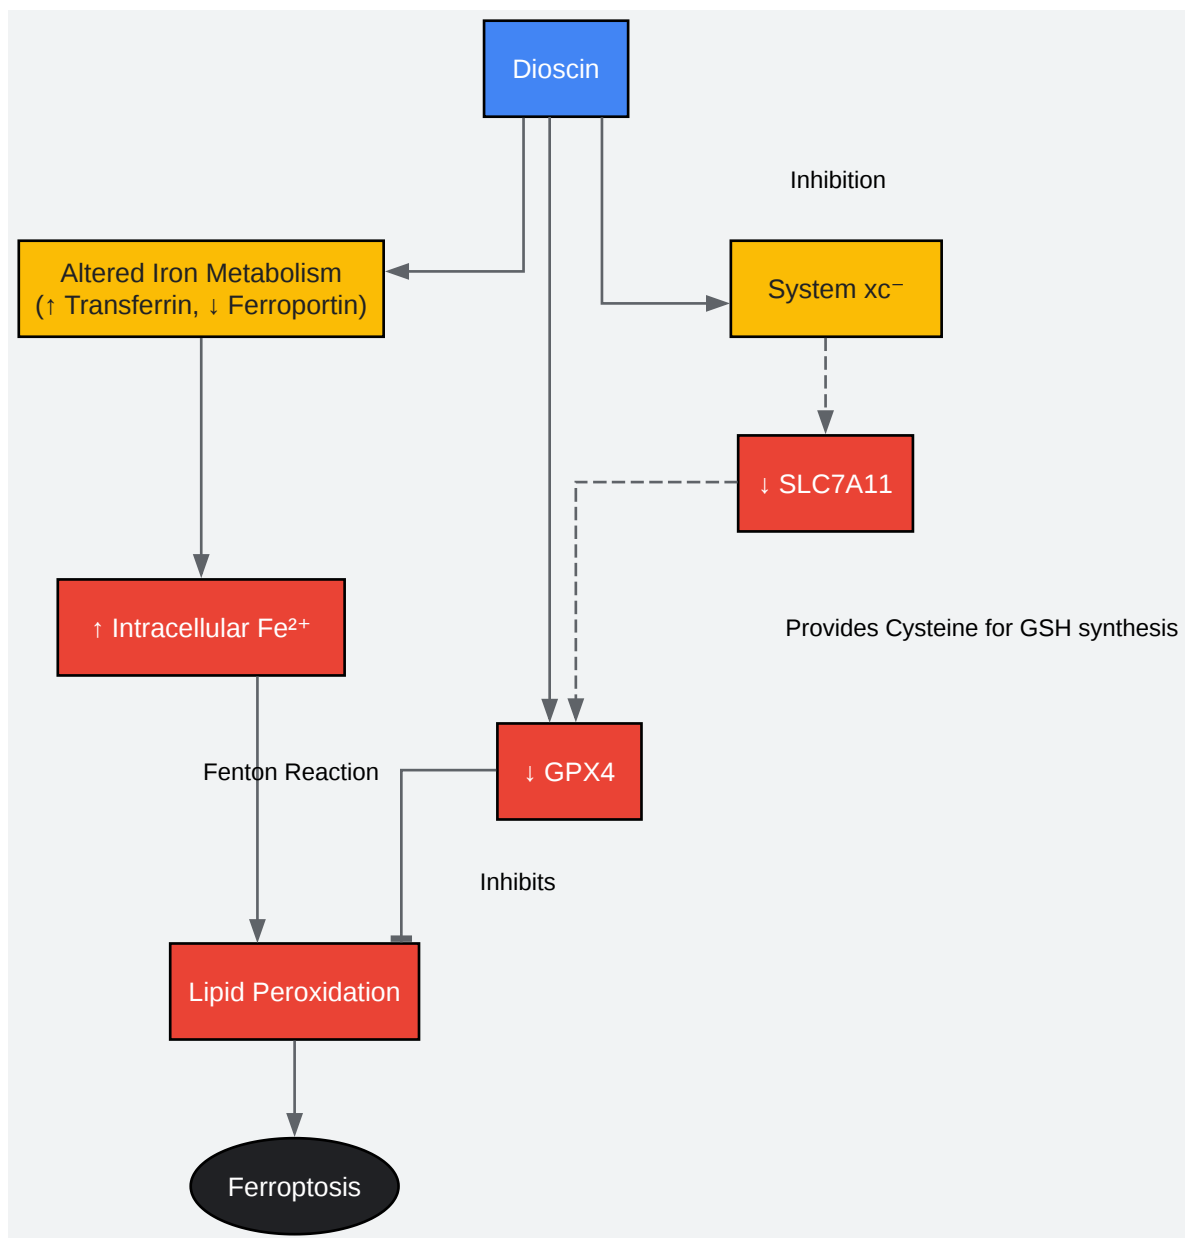 Dioscin
Inhibition
Altered Iron Metabolism
(↑ Transferrin, ↓ Ferroportin)
System xc⁻
↓ SLC7A11
↑ Intracellular Fe²⁺
Provides Cysteine for GSH synthesis
Fenton Reaction
↓ GPX4
Inhibits
Lipid Peroxidation
Ferroptosis